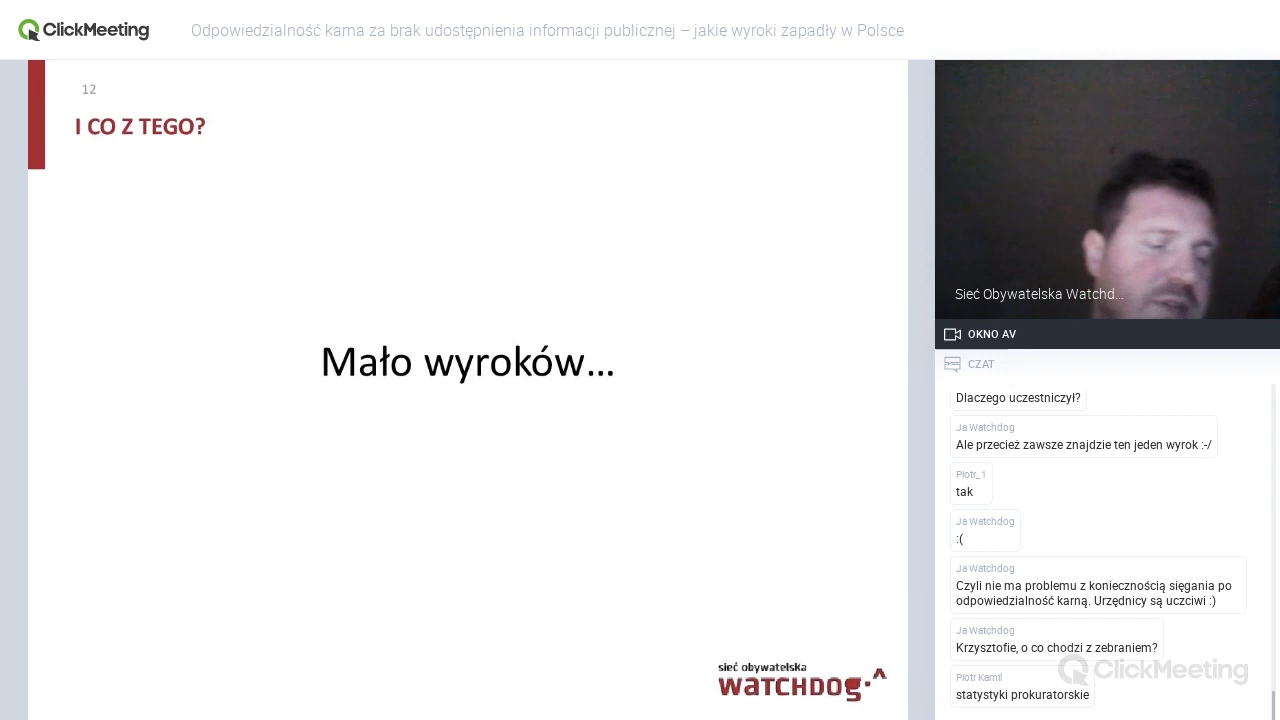 ClickMeeting
Odpowiedzialność karna za brak udostępnienia informacji publicznej – jakie wyroki zapadły w Polsce
12
I CO Z TEGO?
Mało wyroków...
sieć obywatelska
WATCHDOG
Sieć Obywatelska Watchd...
OKNO AV
CZAT
Dlaczego uczestniczył?
Ja Watchdog
Ale przecież zawsze znajdzie ten jeden wyrok :-/
Piotr_1
tak
Ja Watchdog
:(
Ja Watchdog
Czyli nie ma problemu z koniecznością sięgania po
odpowiedzialność karną. Urzędnicy są uczciwi :)
Ja Watchdog
Krzysztofie, o co chodzi z zebraniem?
Piotr Kamil
statystyki prokuratorskie
ClickMeeting